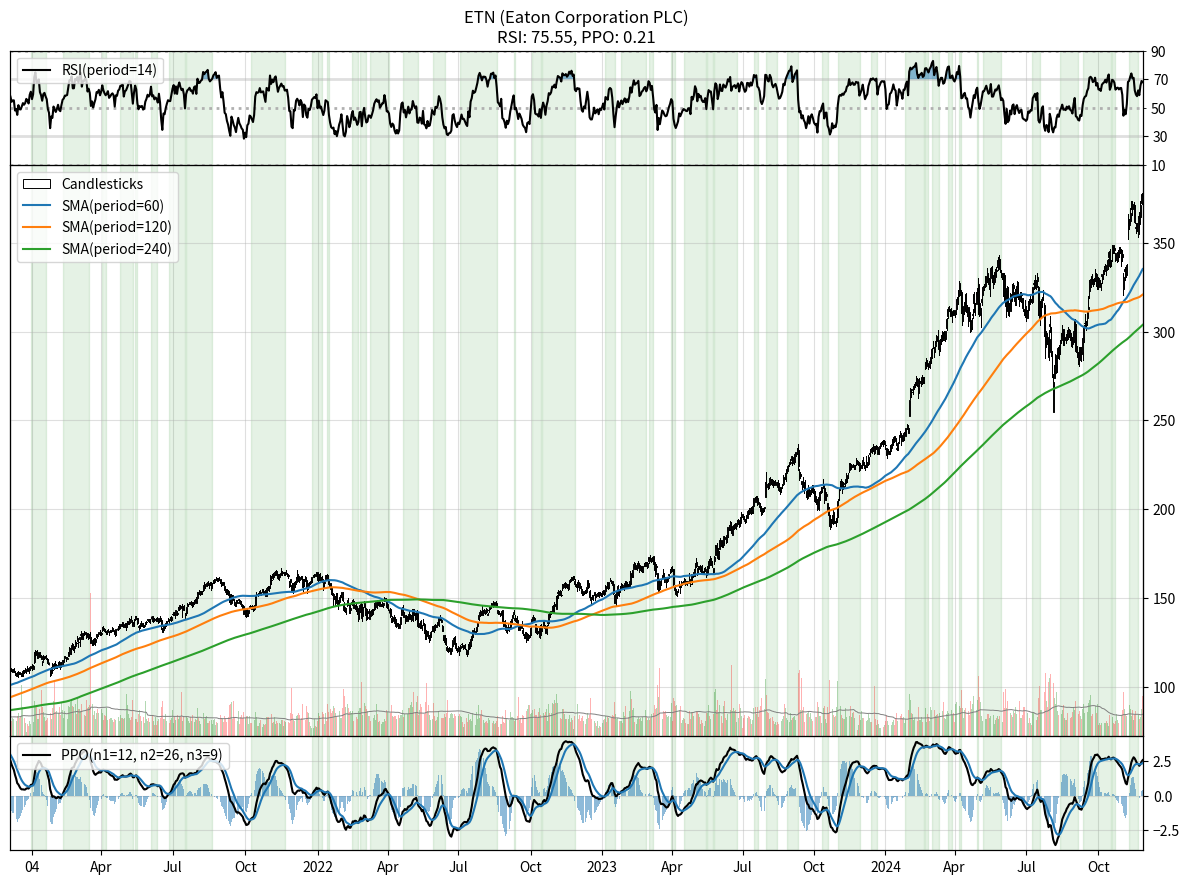 ETN (Eaton Corporation PLC)
RSI: 75.55, PPO: 0.21
RSI(period=14)
90
70
50
30
10
Candlesticks
SMA(period=60)
SMA(period=120)
SMA(period=240)
350
300
250
200
150
100
PPO(n1=12, n2=26, n3=9)
2.5
0.0
−2.5
04 Apr Jul Oct 2022 Apr Jul Oct 2023 Apr Jul Oct 2024 Apr Jul Oct